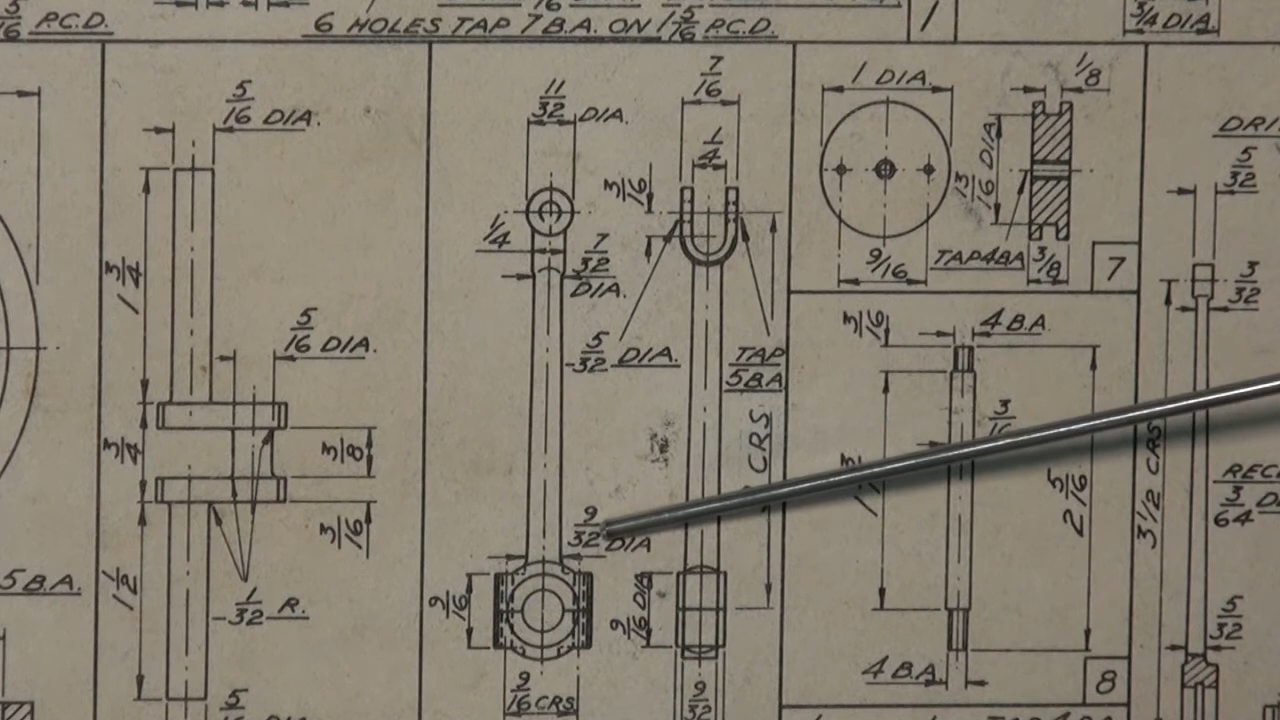 5/16 P.C.D.
6 HOLES TAP 7 B.A. ON 1 5/16 P.C.D.
1
3/4 DIA.
5/16 DIA.
1 3/4
5/16 DIA.
3/4
3/8
3/16
1 1/2
1/32 R.
5 B.A.
11/32 DIA.
7/16
1/4
3/16
1/4
7/32 DIA.
5/32 DIA.
TAP 5 B.A.
CRS
9/32 DIA
9/16
9/16 DIA
9/16 CRS
9/32
1 DIA.
1/8
13/16 DIA
9/16
TAP 4 BA
3/8
7
3/16
4 B.A.
2 5/16
4 B.A.
8
5/32
3/32
3 1/2 CRS
3/64
5/32